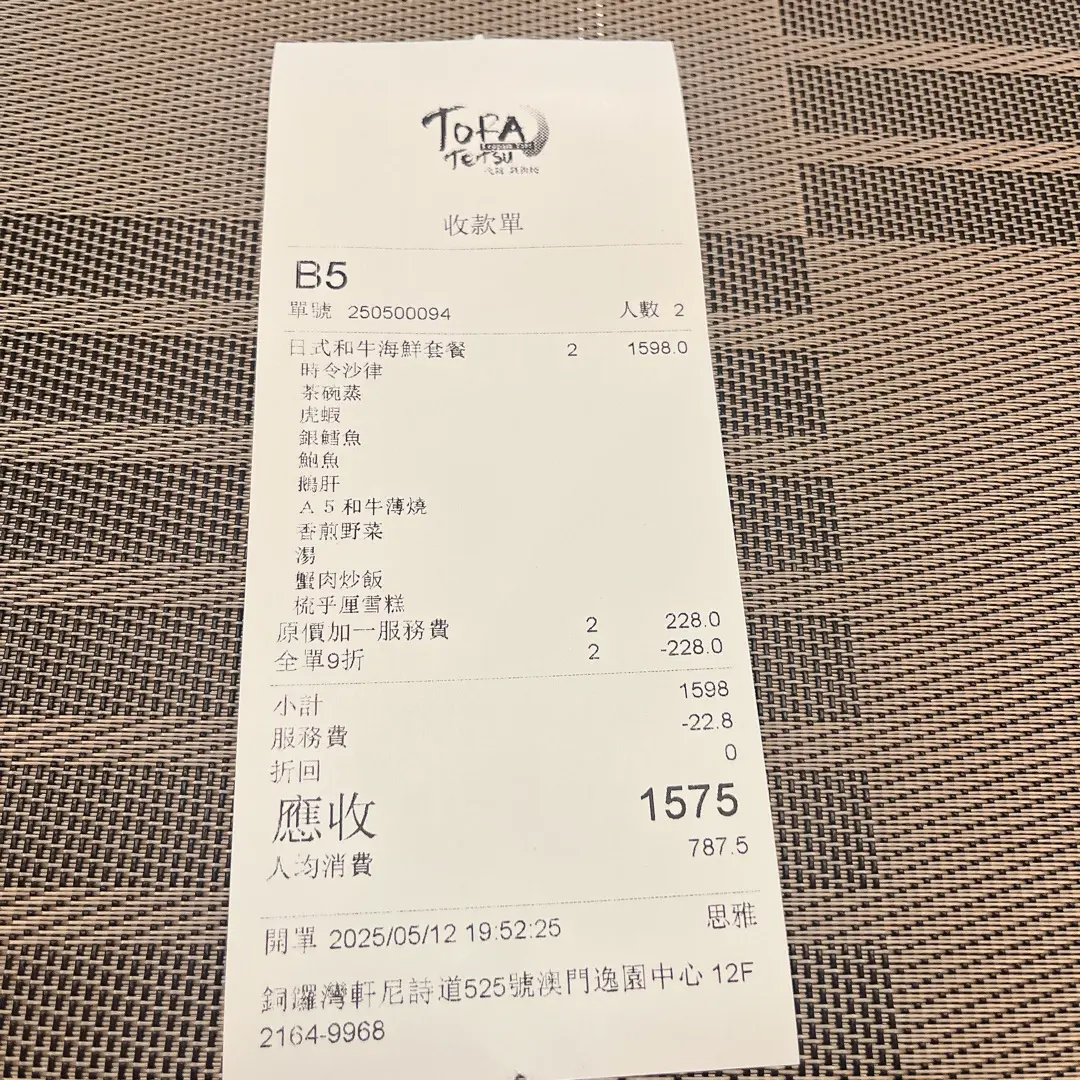 TORA
Teppan Yaki
TETSU
收款單
B5
單號 250500094 人數 2
日式和牛海鮮套餐 2 1598.0
時令沙律
茶碗蒸
虎蝦
銀鱈魚
鮑魚
鵝肝
A 5 和牛薄燒
香煎野菜
湯
蟹肉炒飯
梳乎厘雪糕
原價加一服務費 2 228.0
全單9折 2 -228.0
小計 1598
服務費 -22.8
折回 0
應收 1575
人均消費 787.5
開單 2025/05/12 19:52:25 思雅
銅鑼灣軒尼詩道525號澳門逸園中心 12F
2164-9968